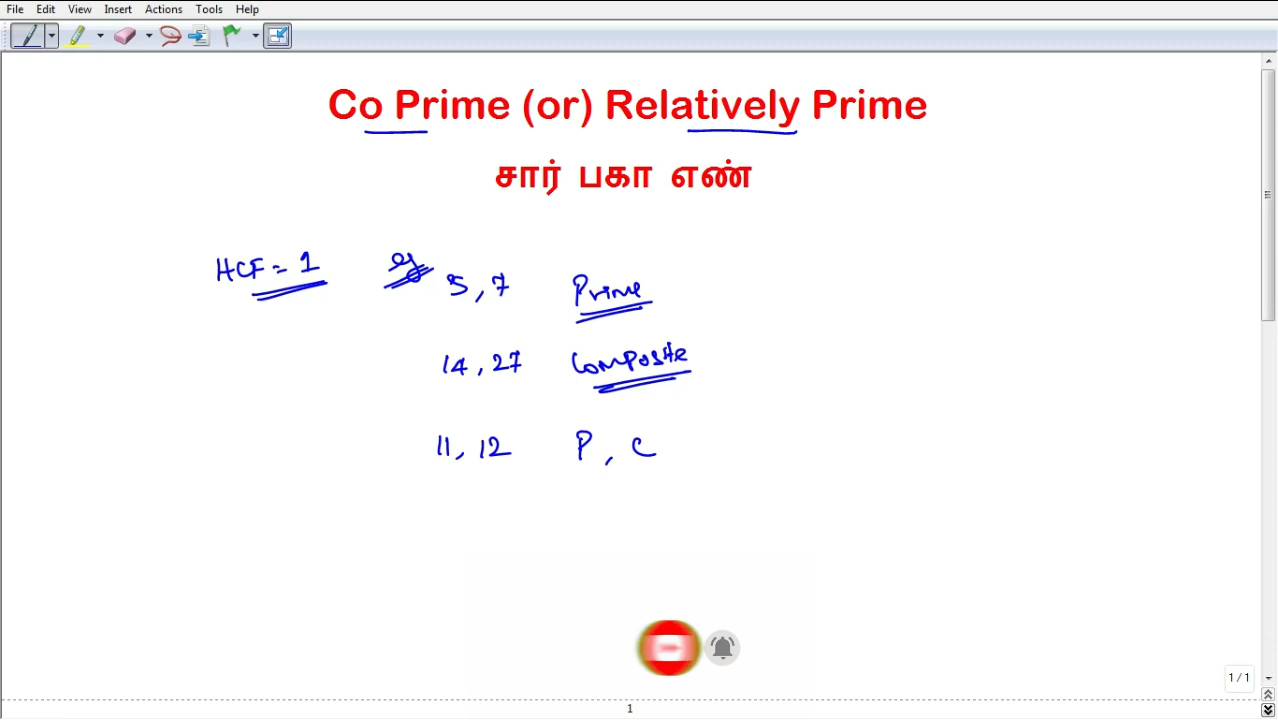 File Edit View Insert Actions Tools Help
Co Prime (or) Relatively Prime
சார் பகா எண்
HCF = 1 eg 5, 7 Prime
14, 27 Composite
11, 12 P, C
1 / 1
1